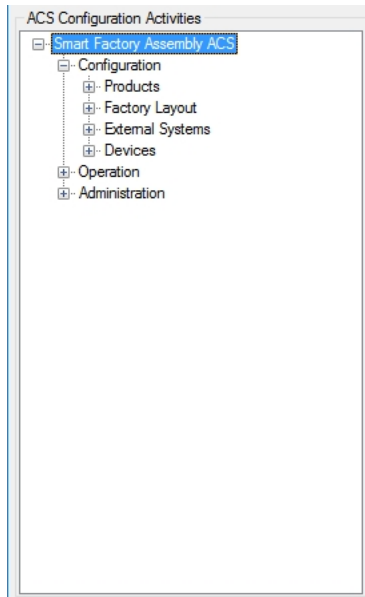 ACS Configuration Activities
Smart Factory Assembly ACS
Configuration
Products
Factory Layout
External Systems
Devices
Operation
Administration